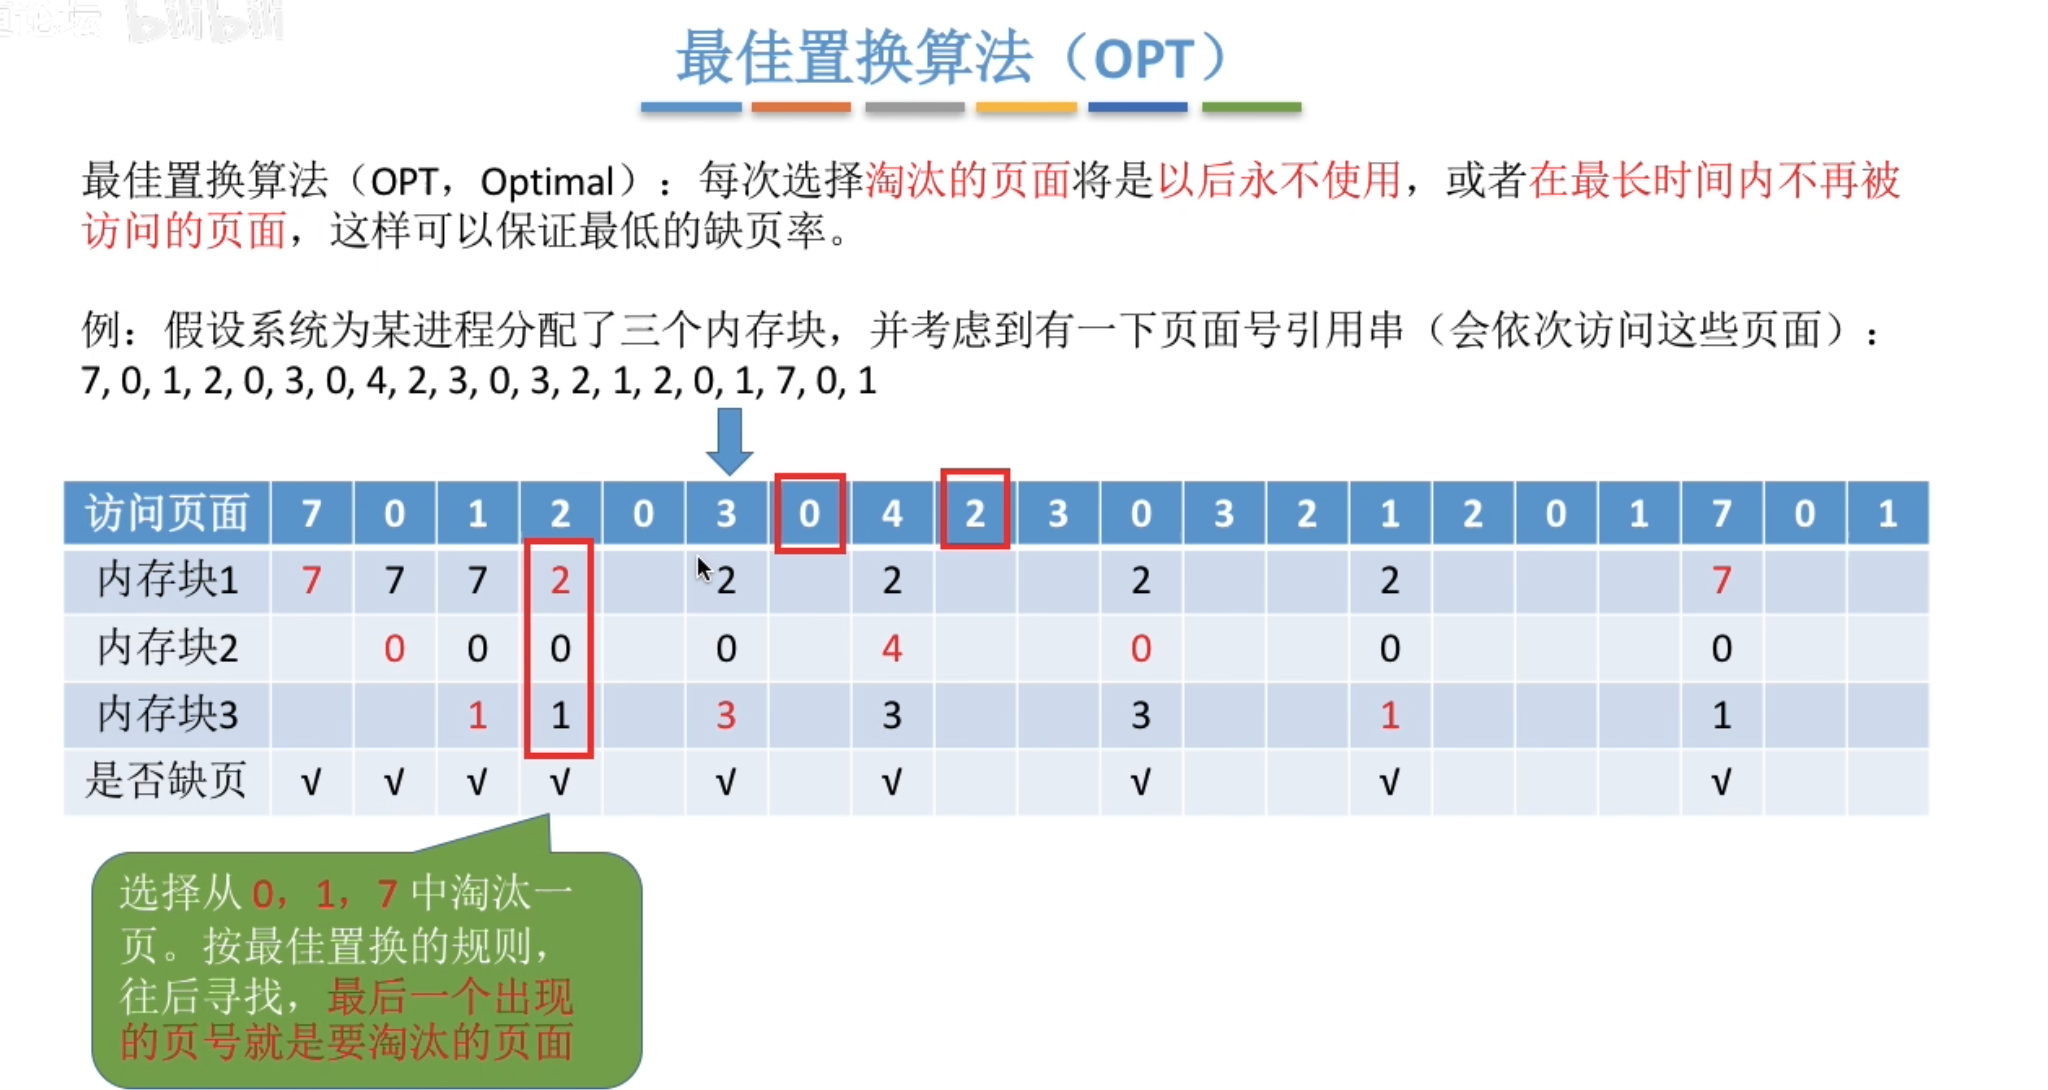 论坛 bilibili
最佳置换算法（OPT）
最佳置换算法（OPT，Optimal）：每次选择淘汰的页面将是以后永不使用，或者在最长时间内不再被
访问的页面，这样可以保证最低的缺页率。
例：假设系统为某进程分配了三个内存块，并考虑到有一下页面号引用串（会依次访问这些页面）：
7, 0, 1, 2, 0, 3, 0, 4, 2, 3, 0, 3, 2, 1, 2, 0, 1, 7, 0, 1
访问页面 7 0 1 2 0 3 0 4 2 3 0 3 2 1 2 0 1 7 0 1
内存块1 7 7 7 2 2 2 2 2 7
内存块2 0 0 0 0 4 0 0 0
内存块3 1 1 3 3 3 1 1
是否缺页 √ √ √ √ √ √ √ √ √
选择从 0，1，7 中淘汰一
页。按最佳置换的规则，
往后寻找，最后一个出现
的页号就是要淘汰的页面